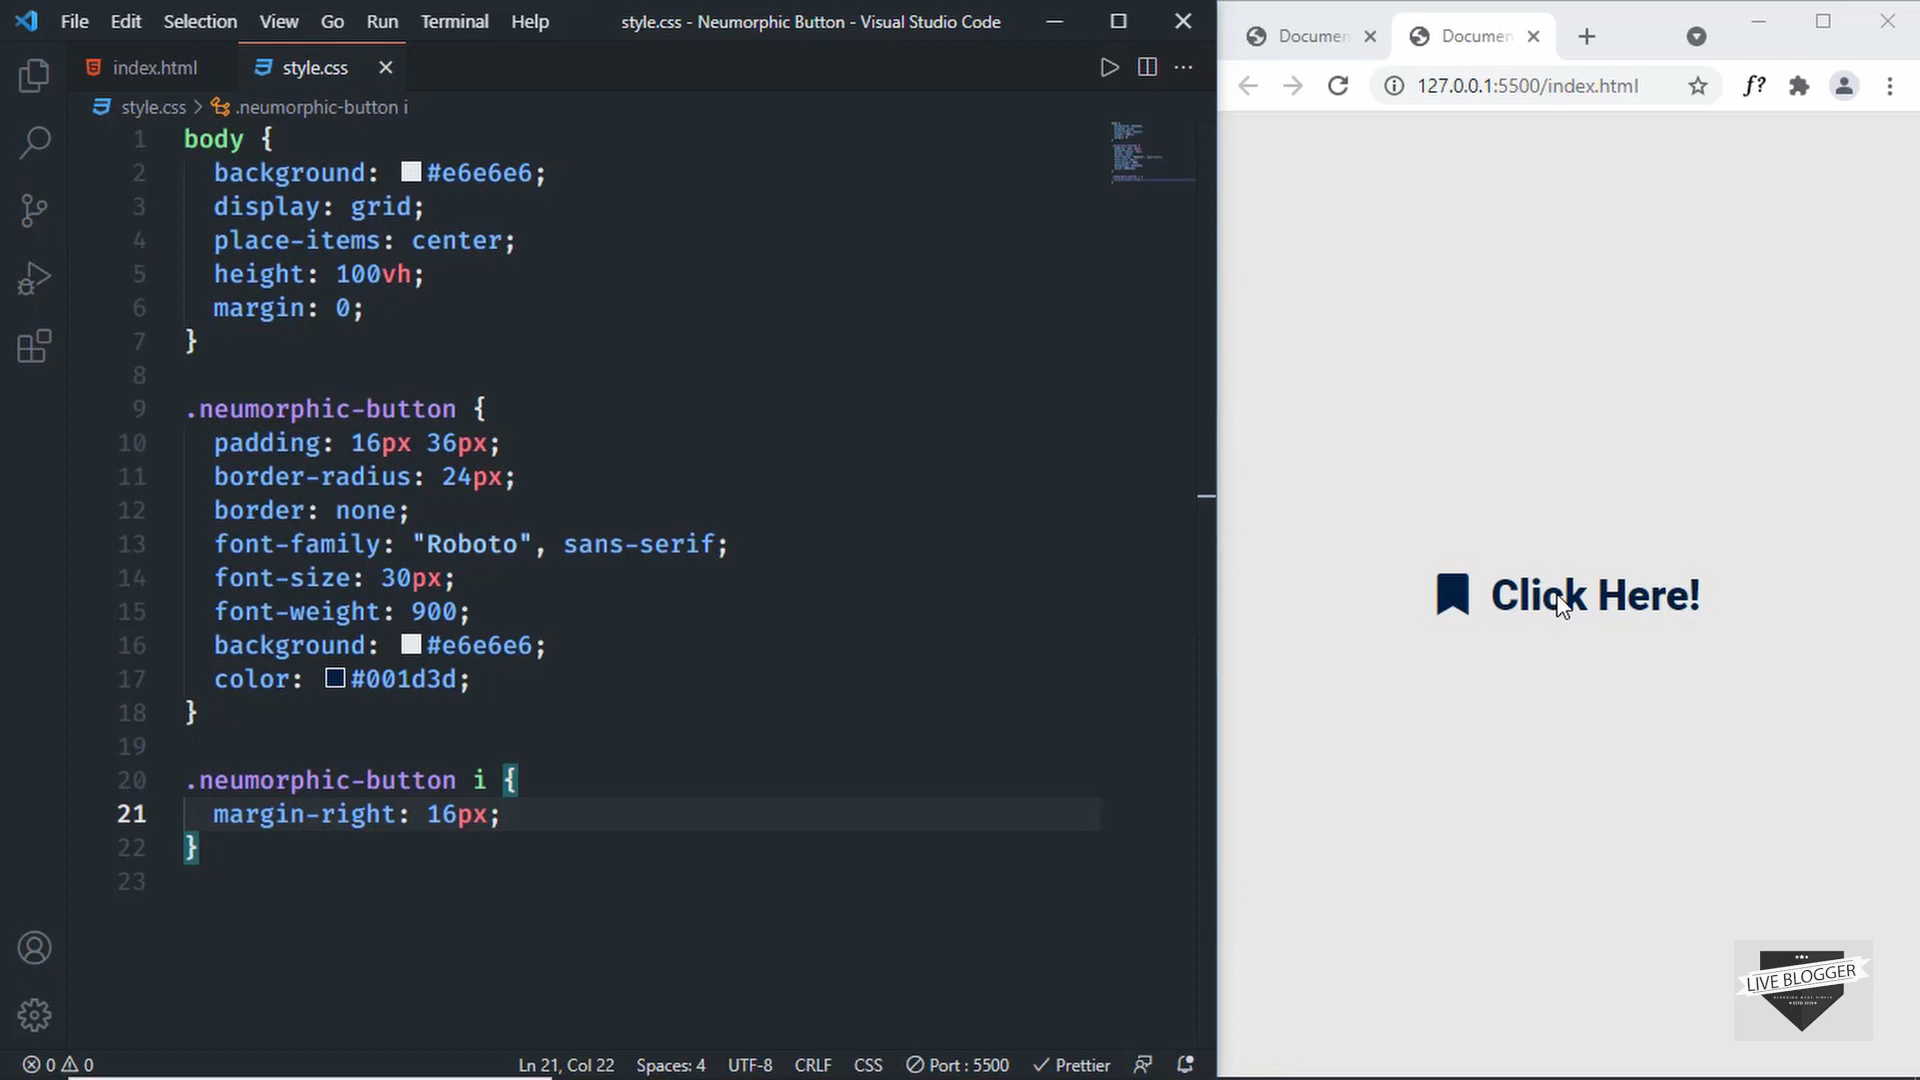 File Edit Selection View Go Run Terminal Help
style.css - Neumorphic Button - Visual Studio Code
index.html
style.css
style.css > .neumorphic-button i
1 body {
2 background: #e6e6e6;
3 display: grid;
4 place-items: center;
5 height: 100vh;
6 margin: 0;
7 }
8
9 .neumorphic-button {
10 padding: 16px 36px;
11 border-radius: 24px;
12 border: none;
13 font-family: "Roboto", sans-serif;
14 font-size: 30px;
15 font-weight: 900;
16 background: #e6e6e6;
17 color: #001d3d;
18 }
19
20 .neumorphic-button i {
21 margin-right: 16px;
22 }
23
0 0
Ln 21, Col 22 Spaces: 4 UTF-8 CRLF CSS Port : 5500 Prettier
Documen
Documen
127.0.0.1:5500/index.html
f?
Click Here!
LIVE BLOGGER